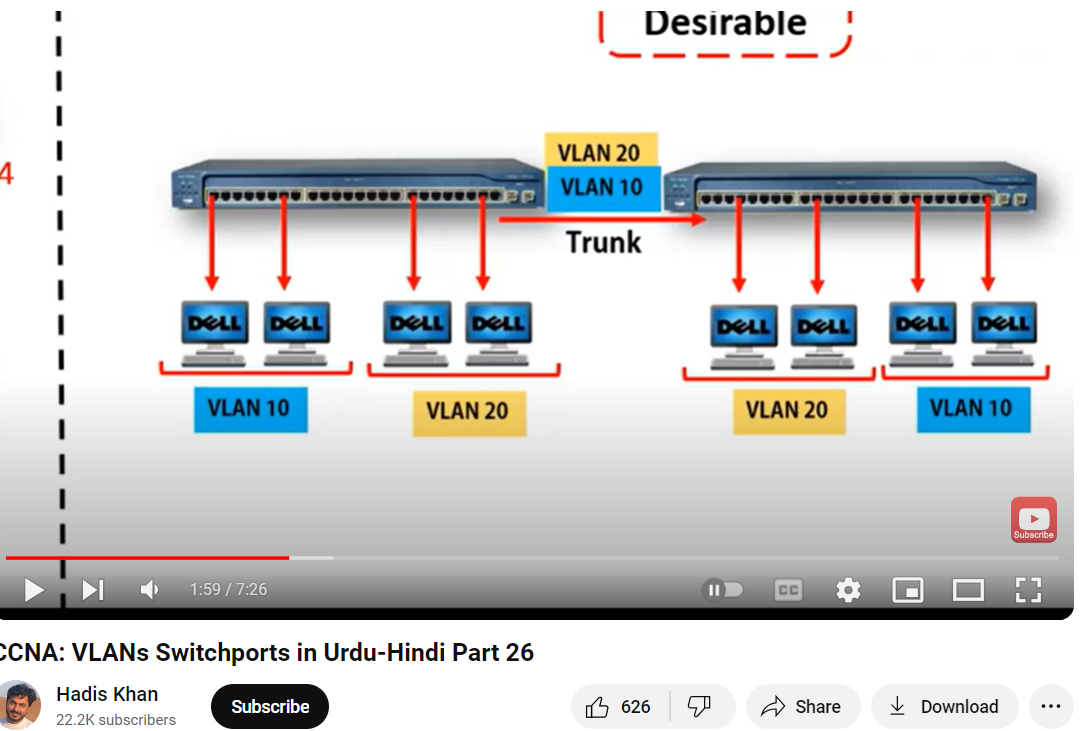 Desirable
4
VLAN 20
VLAN 10
Trunk
DELL DELL DELL DELL DELL DELL DELL DELL
VLAN 10 VLAN 20 VLAN 20 VLAN 10
Subscribe
1:59 / 7:26
CC
CCNA: VLANs Switchports in Urdu-Hindi Part 26
Hadis Khan
22.2K subscribers
Subscribe
626
Share
Download